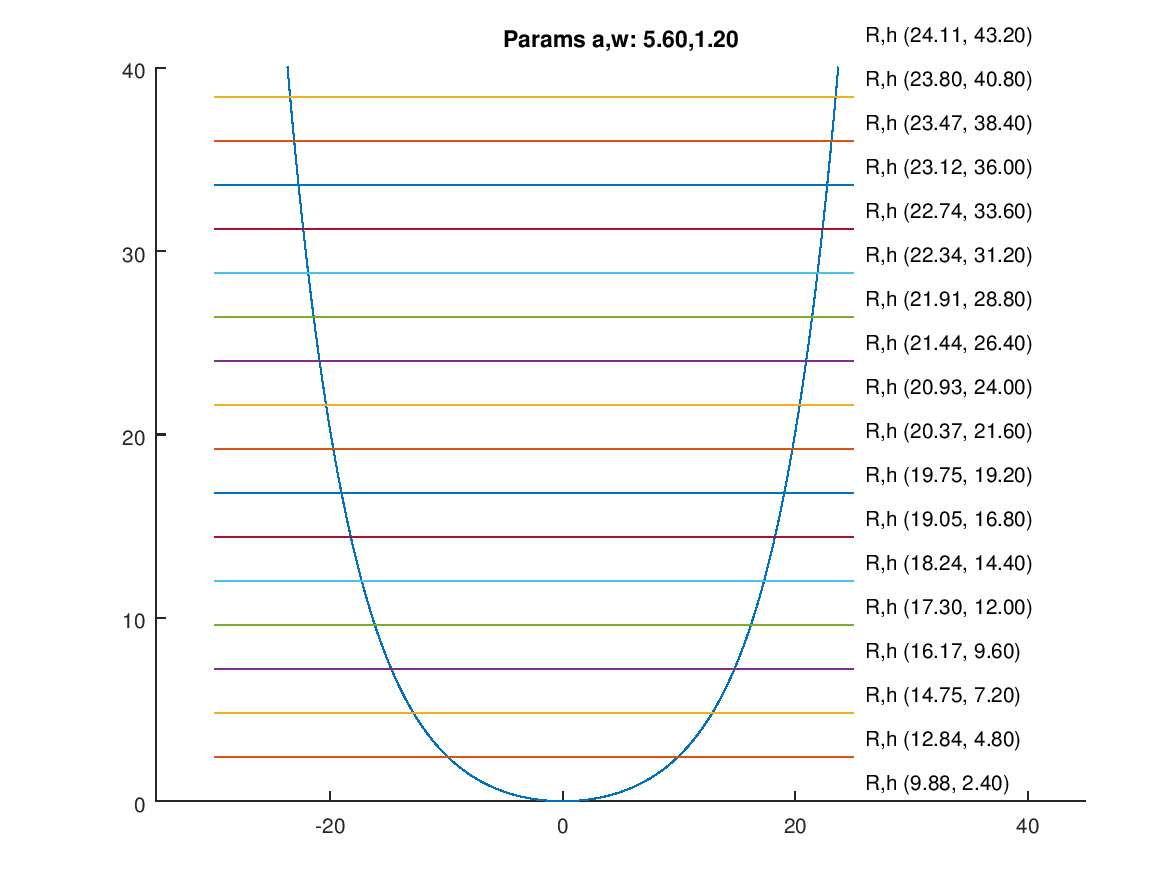 Params a,w: 5.60,1.20
R,h (24.11, 43.20)
R,h (23.80, 40.80)
R,h (23.47, 38.40)
R,h (23.12, 36.00)
R,h (22.74, 33.60)
R,h (22.34, 31.20)
R,h (21.91, 28.80)
R,h (21.44, 26.40)
R,h (20.93, 24.00)
R,h (20.37, 21.60)
R,h (19.75, 19.20)
R,h (19.05, 16.80)
R,h (18.24, 14.40)
R,h (17.30, 12.00)
R,h (16.17, 9.60)
R,h (14.75, 7.20)
R,h (12.84, 4.80)
R,h (9.88, 2.40)
40
30
20
10
0
-20 0 20 40